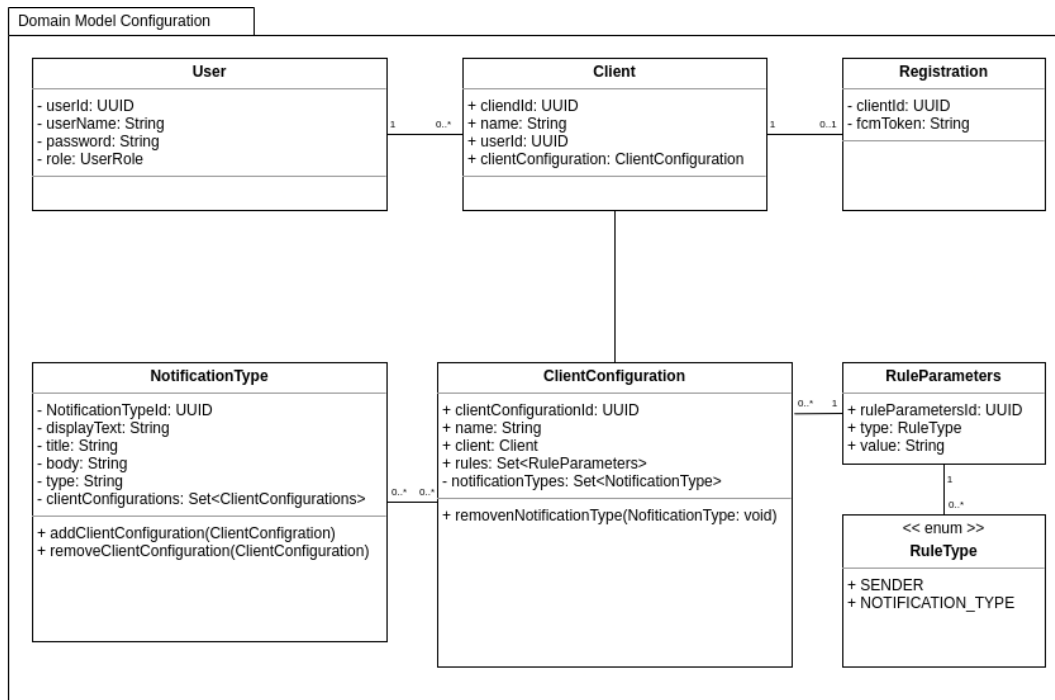 Domain Model Configuration
User
- userId: UUID
- userName: String
- password: String
- role: UserRole
1
0..*
Client
+ cliendId: UUID
+ name: String
+ userId: UUID
+ clientConfiguration: ClientConfiguration
1
0..1
Registration
- clientId: UUID
- fcmToken: String
NotificationType
- NotificationTypeId: UUID
- displayText: String
- title: String
- body: String
- type: String
- clientConfigurations: Set<ClientConfigurations>
+ addClientConfiguration(ClientConfigration)
+ removeClientConfiguration(ClientConfiguration)
0..*
0..*
ClientConfiguration
+ clientConfigurationId: UUID
+ name: String
+ client: Client
+ rules: Set<RuleParameters>
- notificationTypes: Set<NotificationType>
+ removenNotificationType(NofiticationType: void)
0..*
1
RuleParameters
+ ruleParametersId: UUID
+ type: RuleType
+ value: String
1
0..*
<< enum >>
RuleType
+ SENDER
+ NOTIFICATION_TYPE